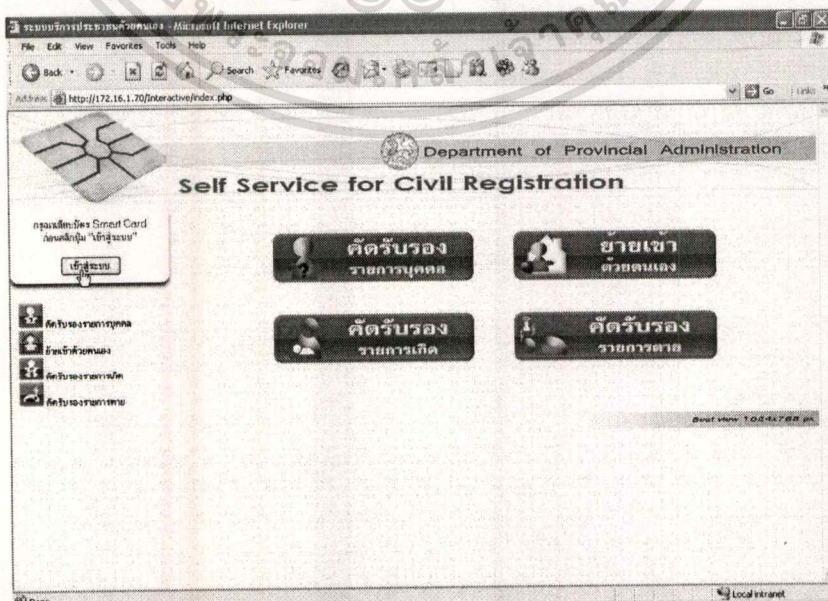 ระบบบริการประชาชนด้วยตนเอง - Microsoft Internet Explorer
File Edit View Favorites Tools Help
Back Search Favorites
Address http://172.16.1.70/Interactive/index.php Go Links
Department of Provincial Administration
Self Service for Civil Registration
กรุณาเสียบบัตร Smart Card
ก่อนคลิกปุ่ม "เข้าสู่ระบบ"
เข้าสู่ระบบ
คัดรับรอง
รายการบุคคล
ย้ายเข้า
ด้วยตนเอง
คัดรับรอง
รายการเกิด
คัดรับรอง
รายการตาย
คัดรับรองรายการบุคคล
ย้ายเข้าด้วยตนเอง
คัดรับรองรายการเกิด
คัดรับรองรายการตาย
Best view 1024x768 px.
Done Local intranet